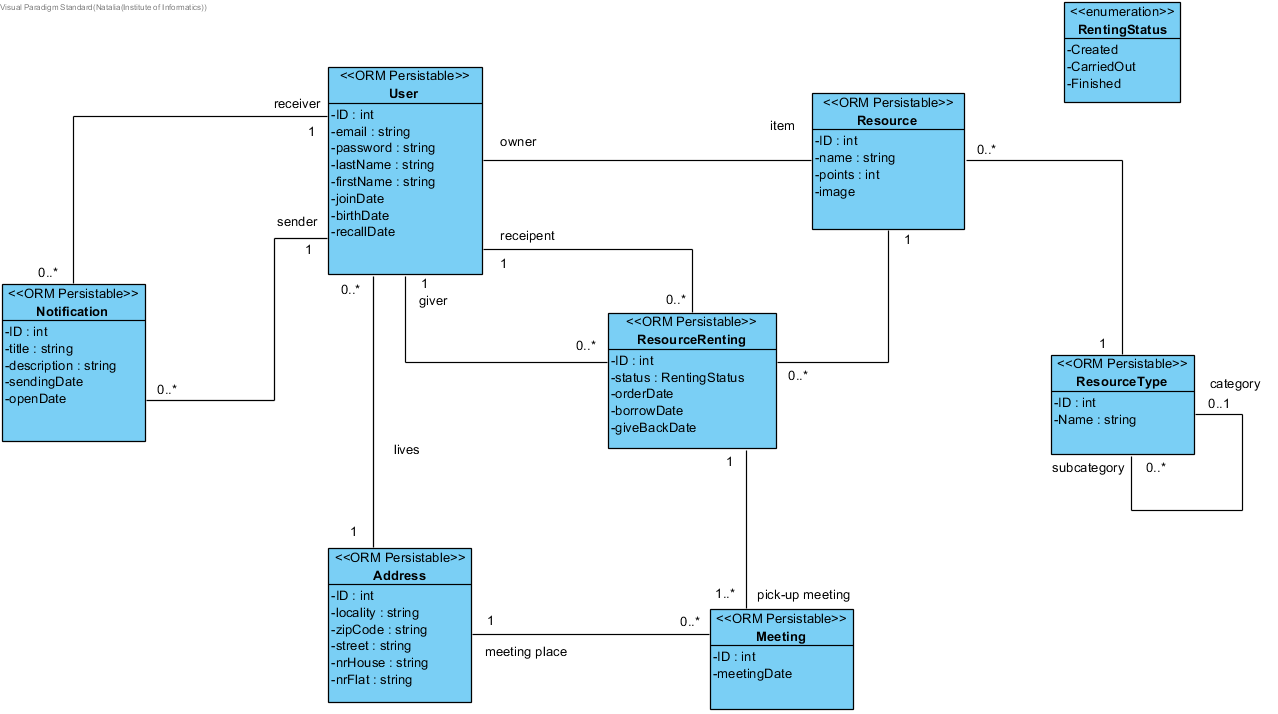 Visual Paradigm Standard(Natalia(Institute of Informatics))
<<enumeration>>
RentingStatus
-Created
-CarriedOut
-Finished
<<ORM Persistable>>
User
-ID : int
-email : string
-password : string
-lastName : string
-firstName : string
-joinDate
-birthDate
-recallDate
<<ORM Persistable>>
Resource
-ID : int
-name : string
-points : int
-image
receiver
1
owner
item
0..*
sender
1
receipent
1
1
0..*
1
giver
0..*
0..*
<<ORM Persistable>>
Notification
-ID : int
-title : string
-description : string
-sendingDate
-openDate
0..*
<<ORM Persistable>>
ResourceRenting
-ID : int
-status : RentingStatus
-orderDate
-borrowDate
-giveBackDate
0..*
0..*
1
<<ORM Persistable>>
ResourceType
-ID : int
-Name : string
category
0..1
subcategory
0..*
lives
1
1
1..*
pick-up meeting
<<ORM Persistable>>
Address
-ID : int
-locality : string
-zipCode : string
-street : string
-nrHouse : string
-nrFlat : string
1
0..*
meeting place
<<ORM Persistable>>
Meeting
-ID : int
-meetingDate